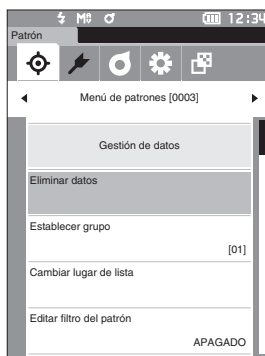 12:34
Patrón
Menú de patrones [0003]
Gestión de datos
Eliminar datos
Establecer grupo
[01]
Cambiar lugar de lista
Editar filtro del patrón
APAGADO